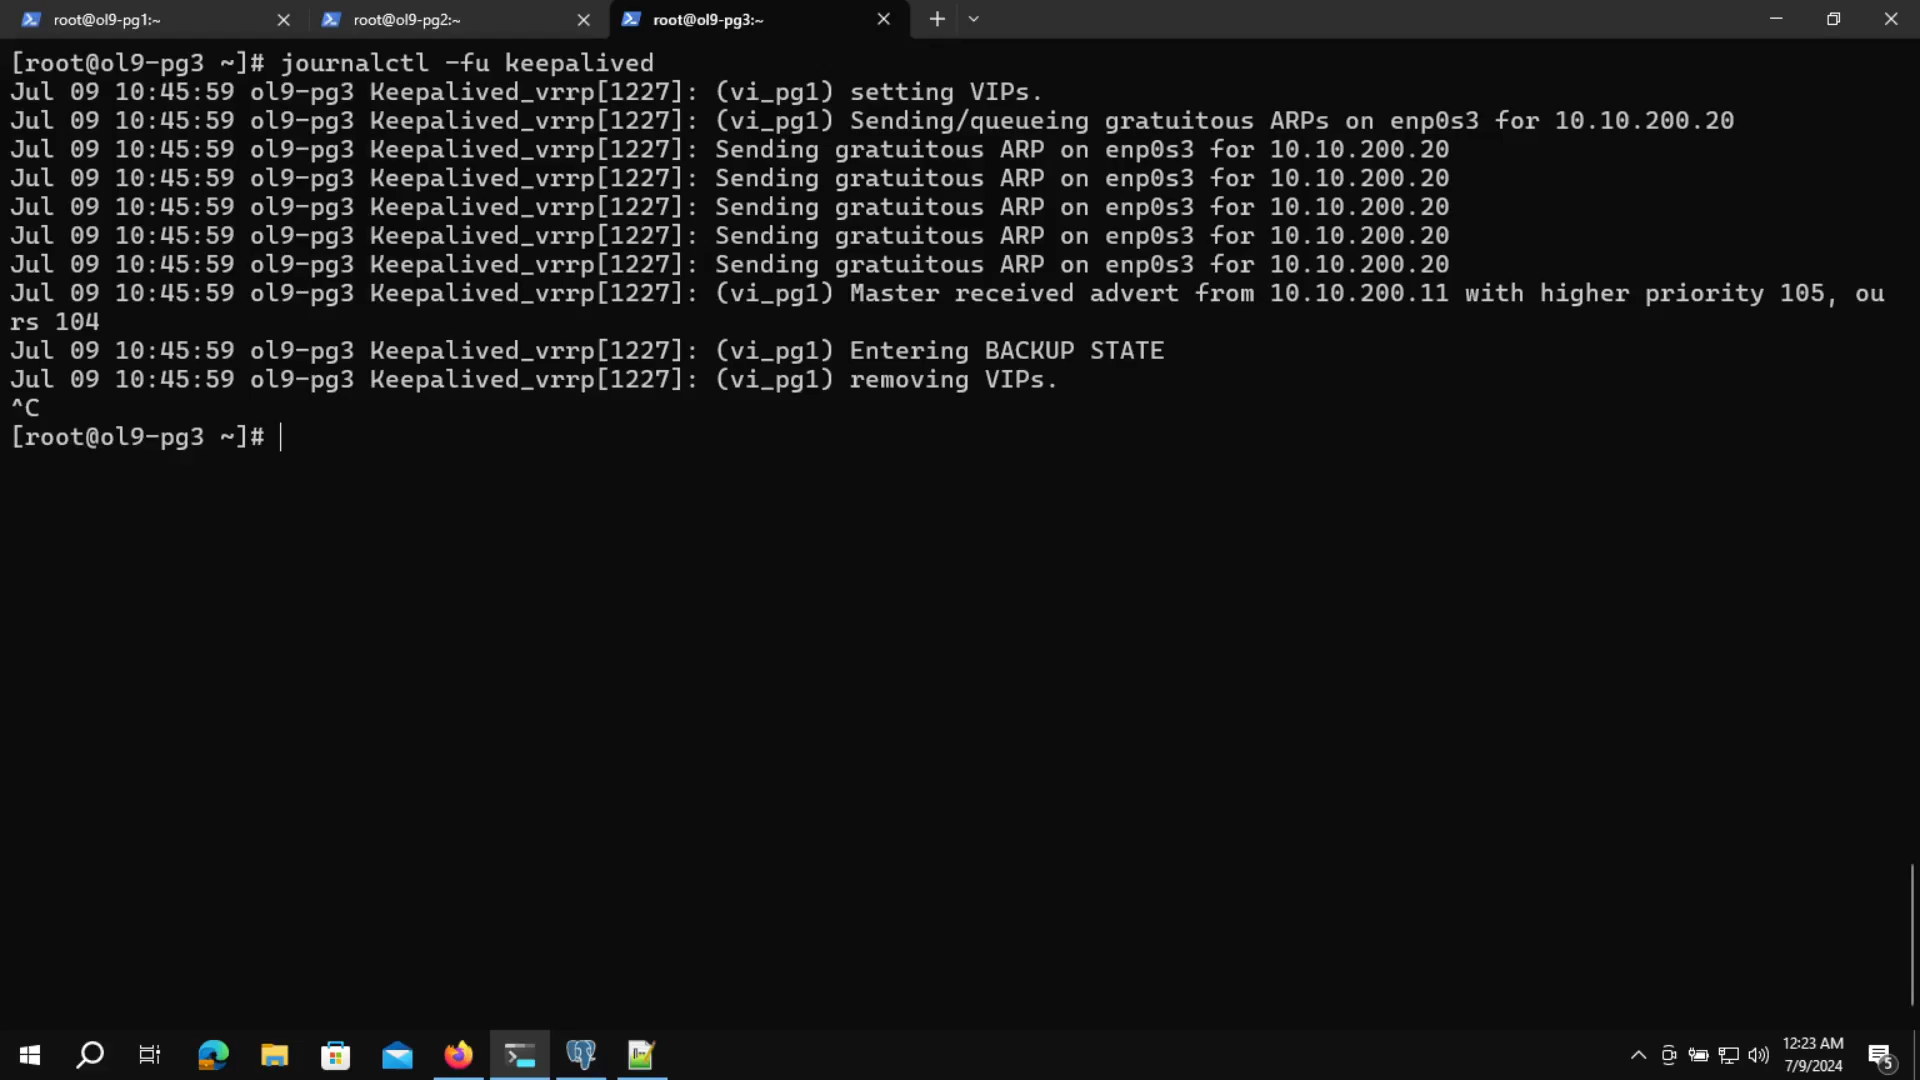 root@ol9-pg1:~
root@ol9-pg2:~
root@ol9-pg3:~
[root@ol9-pg3 ~]# journalctl -fu keepalived
Jul 09 10:45:59 ol9-pg3 Keepalived_vrrp[1227]: (vi_pg1) setting VIPs.
Jul 09 10:45:59 ol9-pg3 Keepalived_vrrp[1227]: (vi_pg1) Sending/queueing gratuitous ARPs on enp0s3 for 10.10.200.20
Jul 09 10:45:59 ol9-pg3 Keepalived_vrrp[1227]: Sending gratuitous ARP on enp0s3 for 10.10.200.20
Jul 09 10:45:59 ol9-pg3 Keepalived_vrrp[1227]: Sending gratuitous ARP on enp0s3 for 10.10.200.20
Jul 09 10:45:59 ol9-pg3 Keepalived_vrrp[1227]: Sending gratuitous ARP on enp0s3 for 10.10.200.20
Jul 09 10:45:59 ol9-pg3 Keepalived_vrrp[1227]: Sending gratuitous ARP on enp0s3 for 10.10.200.20
Jul 09 10:45:59 ol9-pg3 Keepalived_vrrp[1227]: Sending gratuitous ARP on enp0s3 for 10.10.200.20
Jul 09 10:45:59 ol9-pg3 Keepalived_vrrp[1227]: (vi_pg1) Master received advert from 10.10.200.11 with higher priority 105, ou
rs 104
Jul 09 10:45:59 ol9-pg3 Keepalived_vrrp[1227]: (vi_pg1) Entering BACKUP STATE
Jul 09 10:45:59 ol9-pg3 Keepalived_vrrp[1227]: (vi_pg1) removing VIPs.
^C
[root@ol9-pg3 ~]#
12:23 AM
7/9/2024
5